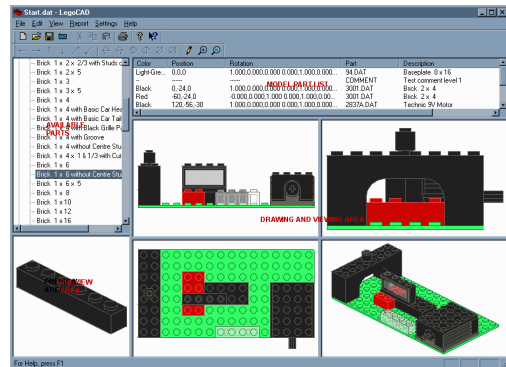 Start.dat - LegoCAD
File Edit View Report Settings Help
Brick 1 x 2 x 2/3 with Studs o
Brick 1 x 2 x 5
Brick 1 x 3
Brick 1 x 3 x 5
Brick 1 x 4
Brick 1 x 4 with Basic Car Hea
Brick 1 x 4 with Basic Car Tail
Brick 1 x 4 with Black Grille Pa
Brick 1 x 4 with Groove
Brick 1 x 4 without Centre Stu
Brick 1 x 4 x 1 & 1/3 with Cur
Brick 1 x 6
Brick 1 x 6 without Centre Stu
Brick 1 x 6 x 5
Brick 1 x 8
Brick 1 x 10
Brick 1 x 12
Brick 1 x 16
AVAILABLE
PARTS
Color Position Rotation Part Description
Light-Gre... 0,0,0 1.000,0.000,0.000 0.000,1.000,0.000... 94.DAT Baseplate 8 x 16
-- ----- ----- COMMENT Test comment level 1
Black 0,-24,0 1.000,0.000,0.000 0.000,1.000,0.000... 3001.DAT Brick 2 x 4
Red -60,-24,0 -0.000,0.000,1.000 0.000,1.000,0.00... 3001.DAT Brick 2 x 4
Black 120,-56,-30 1.000,0.000,0.000 0.000,1.000,0.000... 2837A.DAT Technic 9V Motor
MODEL PART LIST
DRAWING AND VIEWING AREA
For Help, press F1